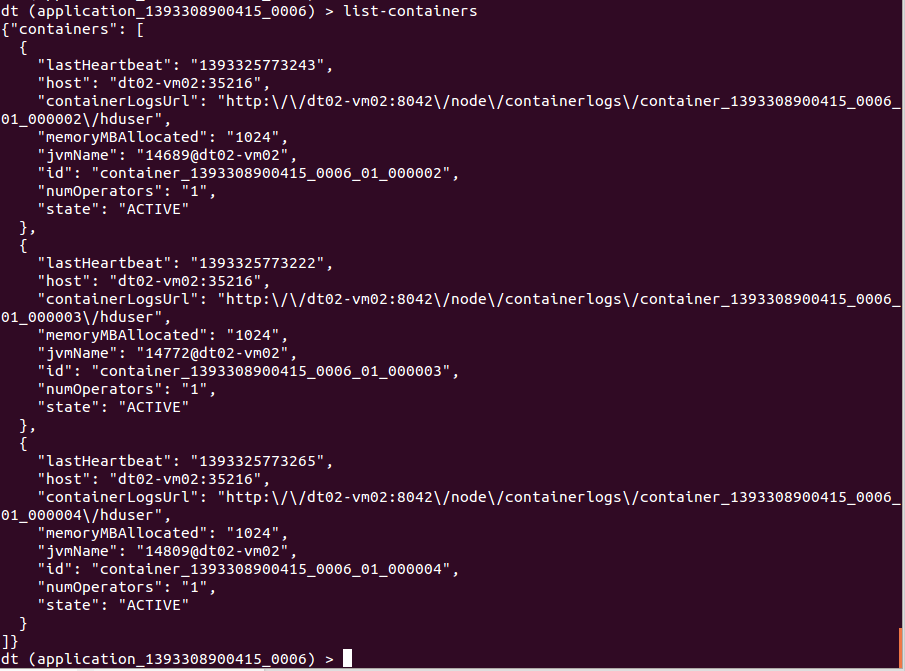 dt (application_1393308900415_0006) > list-containers
{"containers": [
  {
    "lastHeartbeat": "1393325773243",
    "host": "dt02-vm02:35216",
    "containerLogsUrl": "http:\/\/dt02-vm02:8042\/node\/containerlogs\/container_1393308900415_0006_
01_000002\/hduser",
    "memoryMBAllocated": "1024",
    "jvmName": "14689@dt02-vm02",
    "id": "container_1393308900415_0006_01_000002",
    "numOperators": "1",
    "state": "ACTIVE"
  },
  {
    "lastHeartbeat": "1393325773222",
    "host": "dt02-vm02:35216",
    "containerLogsUrl": "http:\/\/dt02-vm02:8042\/node\/containerlogs\/container_1393308900415_0006_
01_000003\/hduser",
    "memoryMBAllocated": "1024",
    "jvmName": "14772@dt02-vm02",
    "id": "container_1393308900415_0006_01_000003",
    "numOperators": "1",
    "state": "ACTIVE"
  },
  {
    "lastHeartbeat": "1393325773265",
    "host": "dt02-vm02:35216",
    "containerLogsUrl": "http:\/\/dt02-vm02:8042\/node\/containerlogs\/container_1393308900415_0006_
01_000004\/hduser",
    "memoryMBAllocated": "1024",
    "jvmName": "14809@dt02-vm02",
    "id": "container_1393308900415_0006_01_000004",
    "numOperators": "1",
    "state": "ACTIVE"
  }
]}
dt (application_1393308900415_0006) >